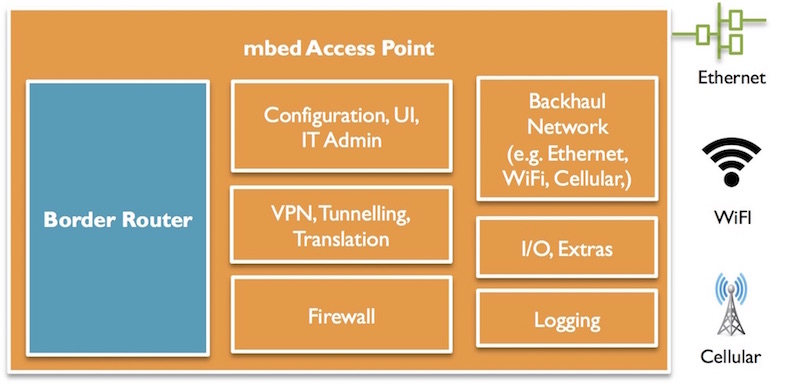 mbed Access Point
Border Router
Configuration, UI,
IT Admin
VPN, Tunnelling,
Translation
Firewall
Backhaul
Network
(e.g. Ethernet,
WiFi, Cellular,)
I/O, Extras
Logging
Ethernet
WiFI
Cellular